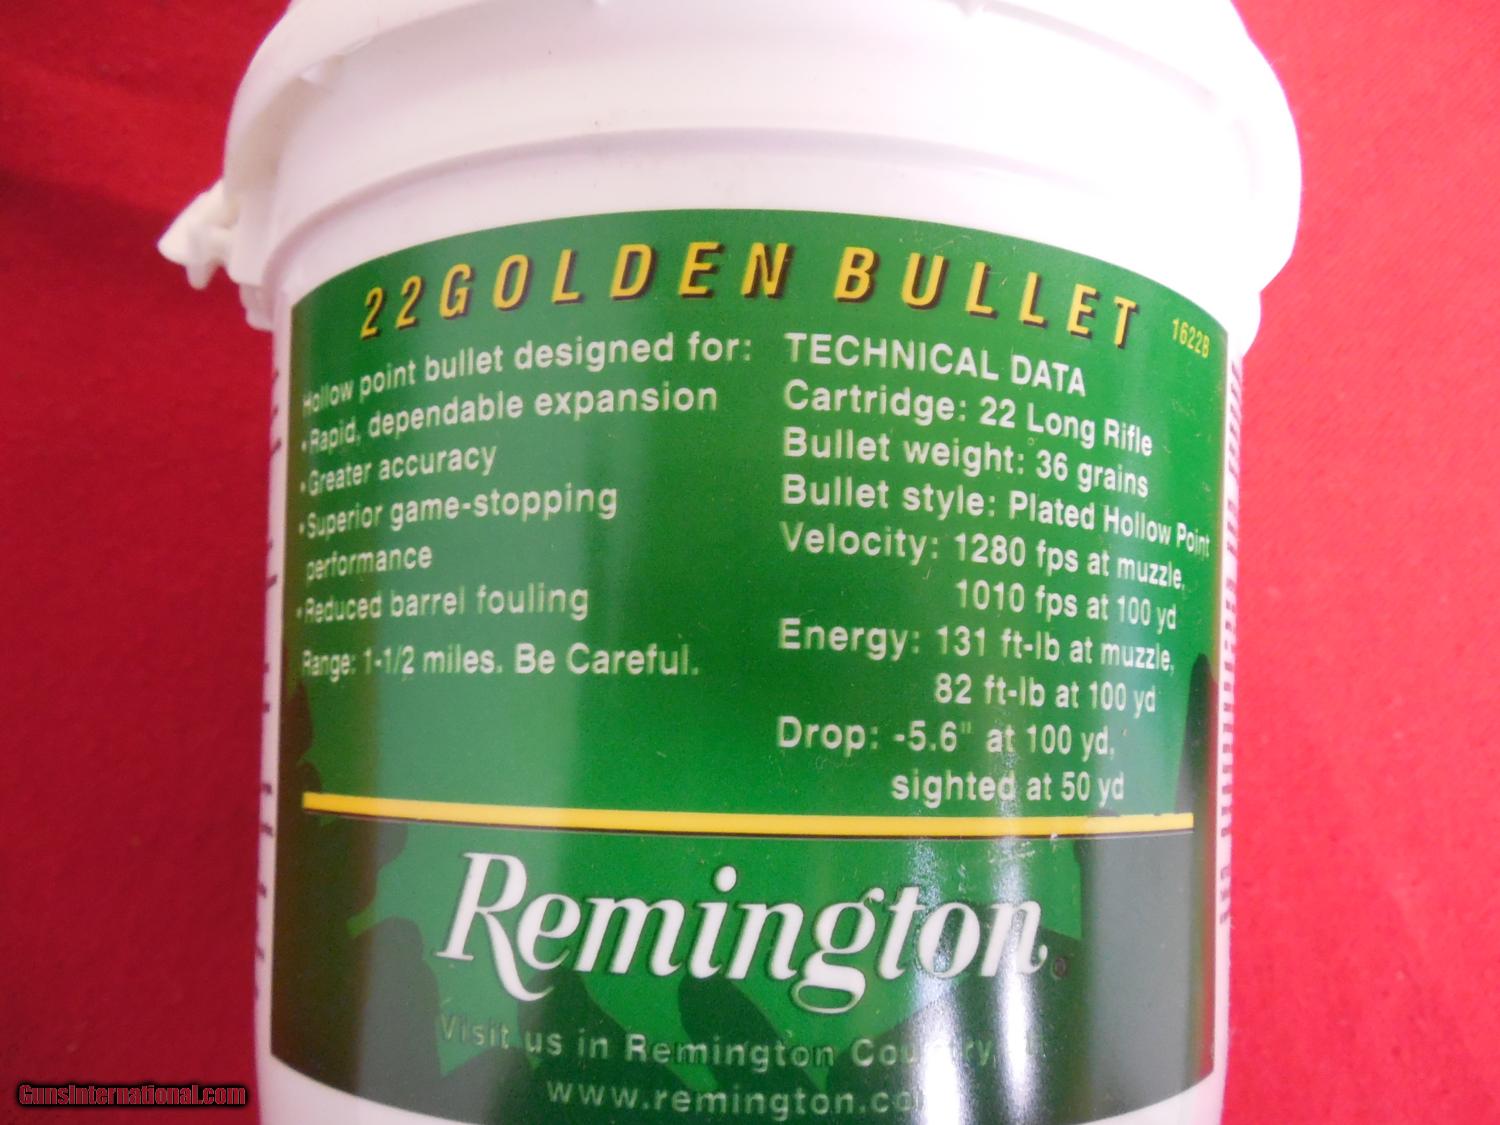 22 GOLDEN BULLET
1622B
Hollow point bullet designed for:
•Rapid, dependable expansion
•Greater accuracy
•Superior game-stopping
performance
•Reduced barrel fouling
Range: 1-1/2 miles. Be Careful.
TECHNICAL DATA
Cartridge: 22 Long Rifle
Bullet weight: 36 grains
Bullet style: Plated Hollow Point
Velocity: 1280 fps at muzzle,
1010 fps at 100 yd
Energy: 131 ft-lb at muzzle,
82 ft-lb at 100 yd
Drop: -5.6" at 100 yd,
sighted at 50 yd
Remington®
Visit us in Remington
www.remington.co
GunsInternational.com